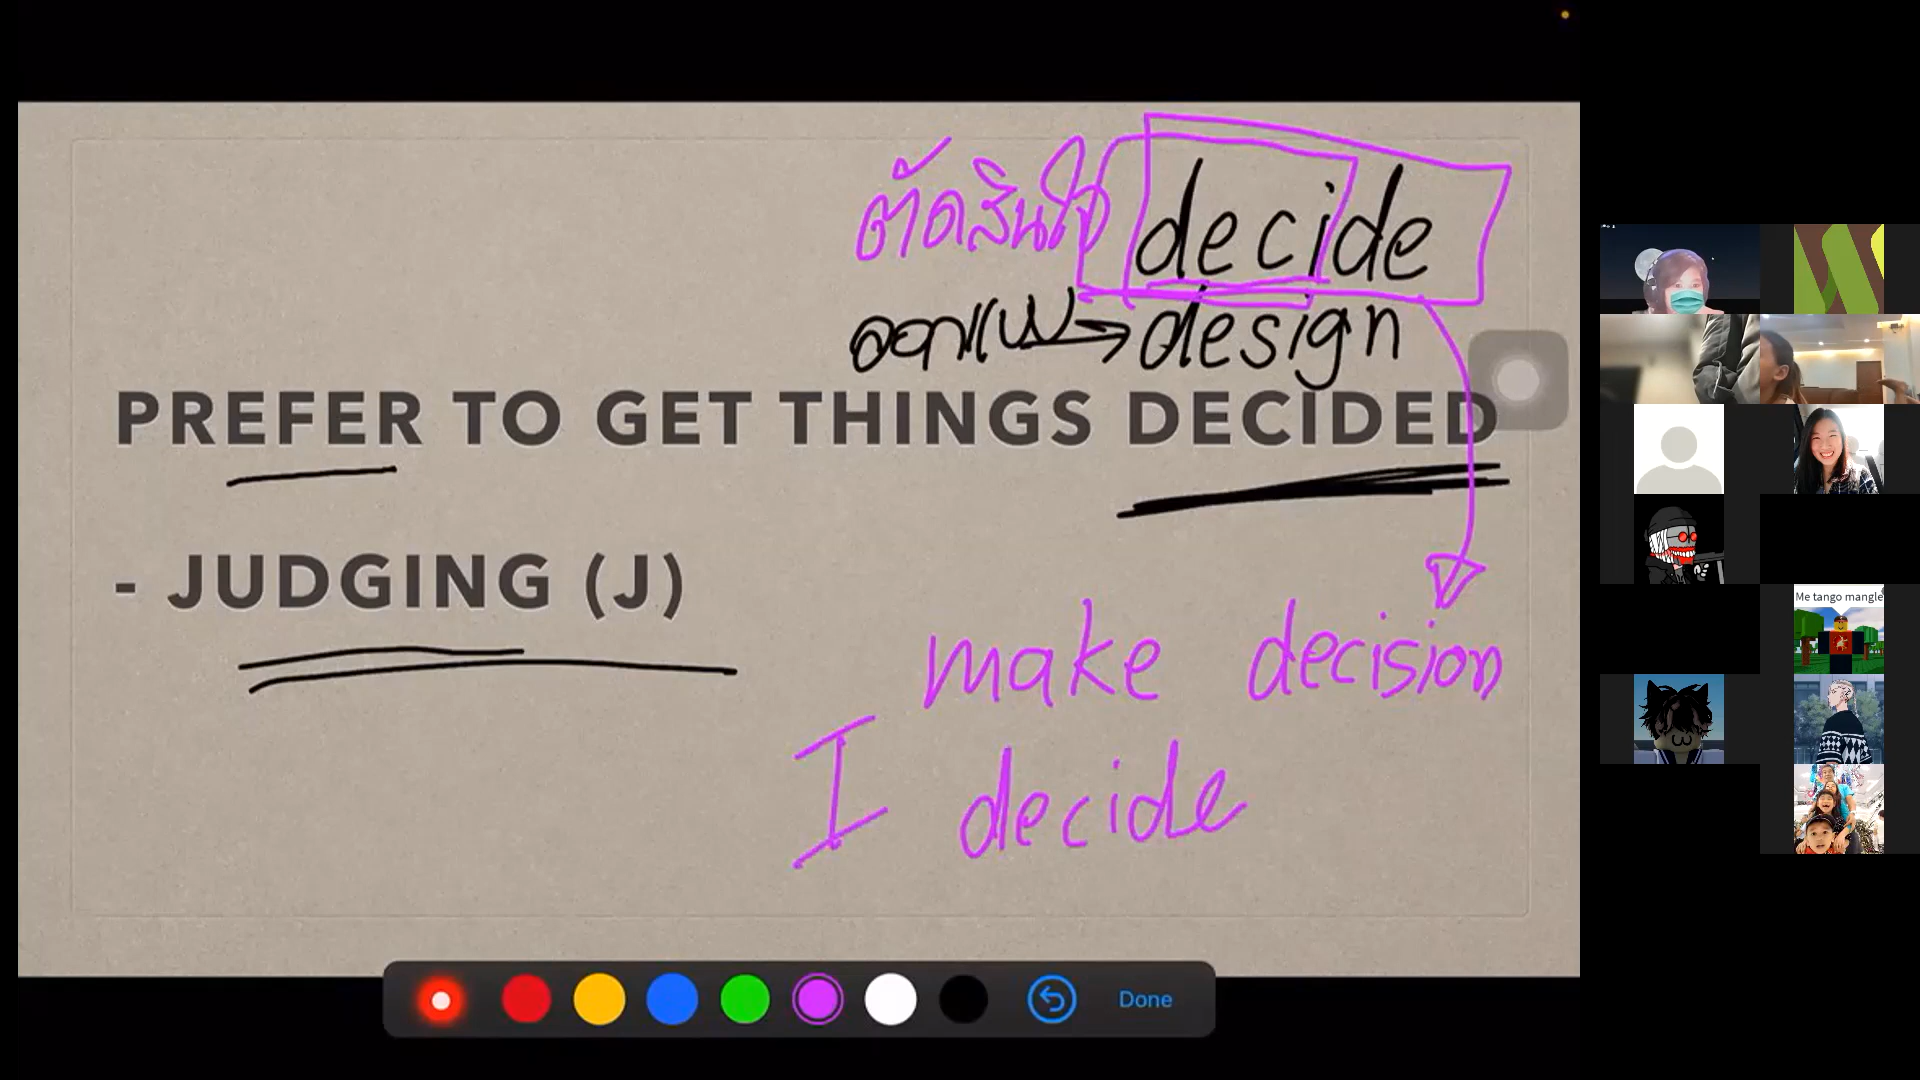 ตัดสินใจ decide
ออกแบบ → design
PREFER TO GET THINGS DECIDED
- JUDGING (J)
make decision
I decide
Done
Me tango mangle